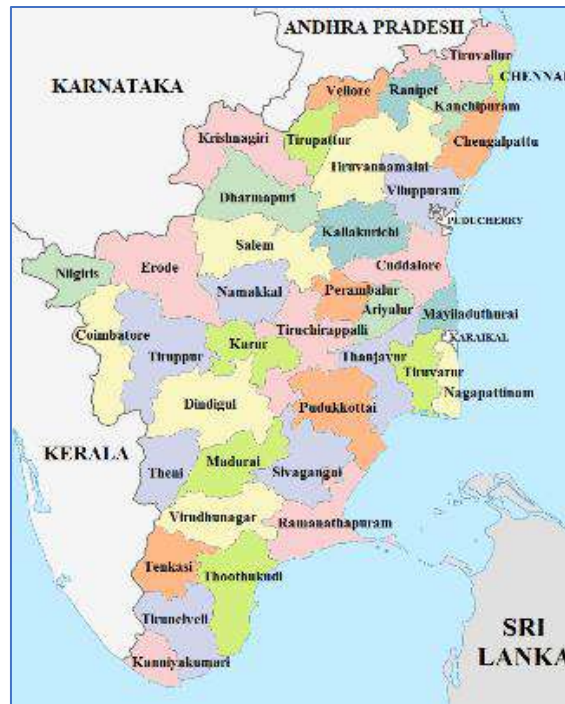 ANDHRA PRADESH
Tiruvallur
KARNATAKA
CHENNAI
Vellore
Ranipet
Kanchipuram
Krishnagiri
Tirupattur
Chengalpattu
Tiruvannamalai
Viluppuram
Dharmapuri
PUDUCHERRY
Kallakurichi
Salem
Cuddalore
Erode
Nilgiris
Namakkal
Perambalur
Ariyalur
Mayiladuthurai
Coimbatore
Tiruchirappalli
KARAIKAL
Karur
Tiruppur
Thanjavur
Tiruvarur
Nagapattinam
Dindigul
Pudukkottai
KERALA
Madurai
Theni
Sivagangai
Virudhunagar
Ramanathapuram
Tenkasi
Thoothukudi
Tirunelveli
SRI
LANKA
Kanniyakumari